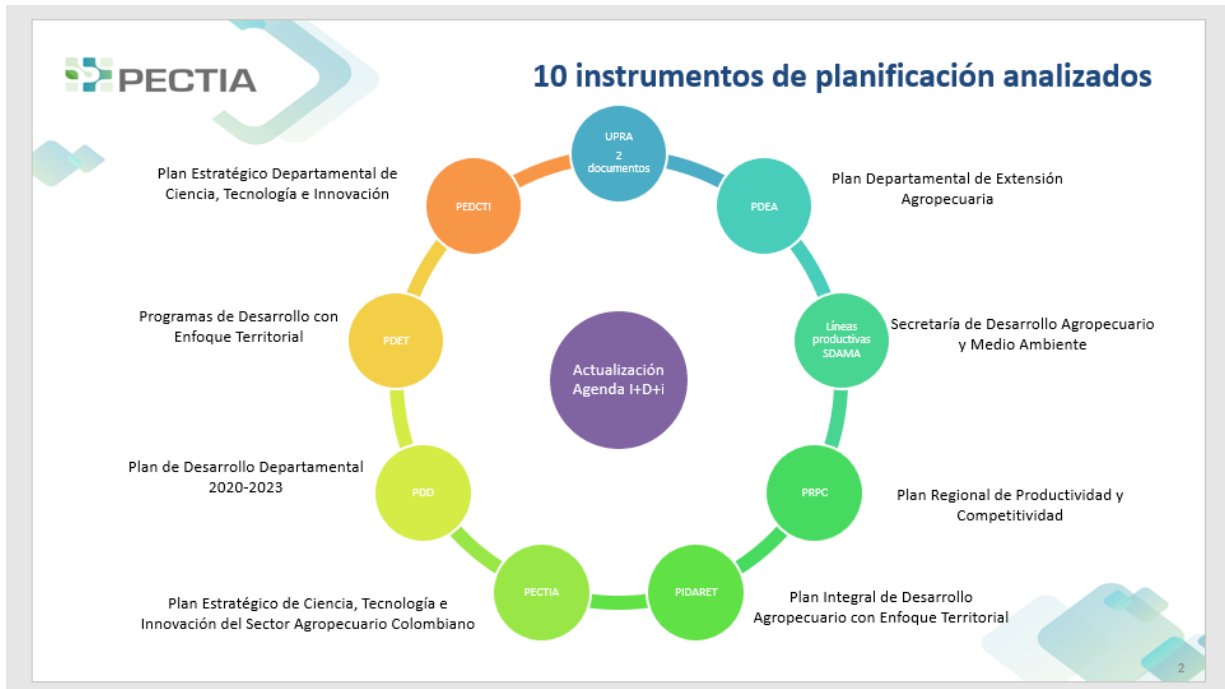 PECTIA
10 instrumentos de planificación analizados
UPRA
2
documentos
Plan Estratégico Departamental de
Ciencia, Tecnología e Innovación
PEDCTI
PDEA
Plan Departamental de Extensión
Agropecuaria
Programas de Desarrollo con
Enfoque Territorial
PDET
Líneas
productivas
SDAMA
Secretaría de Desarrollo Agropecuario
y Medio Ambiente
Actualización
Agenda I+D+i
Plan de Desarrollo Departamental
2020-2023
PDD
PRPC
Plan Regional de Productividad y
Competitividad
Plan Estratégico de Ciencia, Tecnología e
Innovación del Sector Agropecuario Colombiano
PECTIA
PIDARET
Plan Integral de Desarrollo
Agropecuario con Enfoque Territorial
2